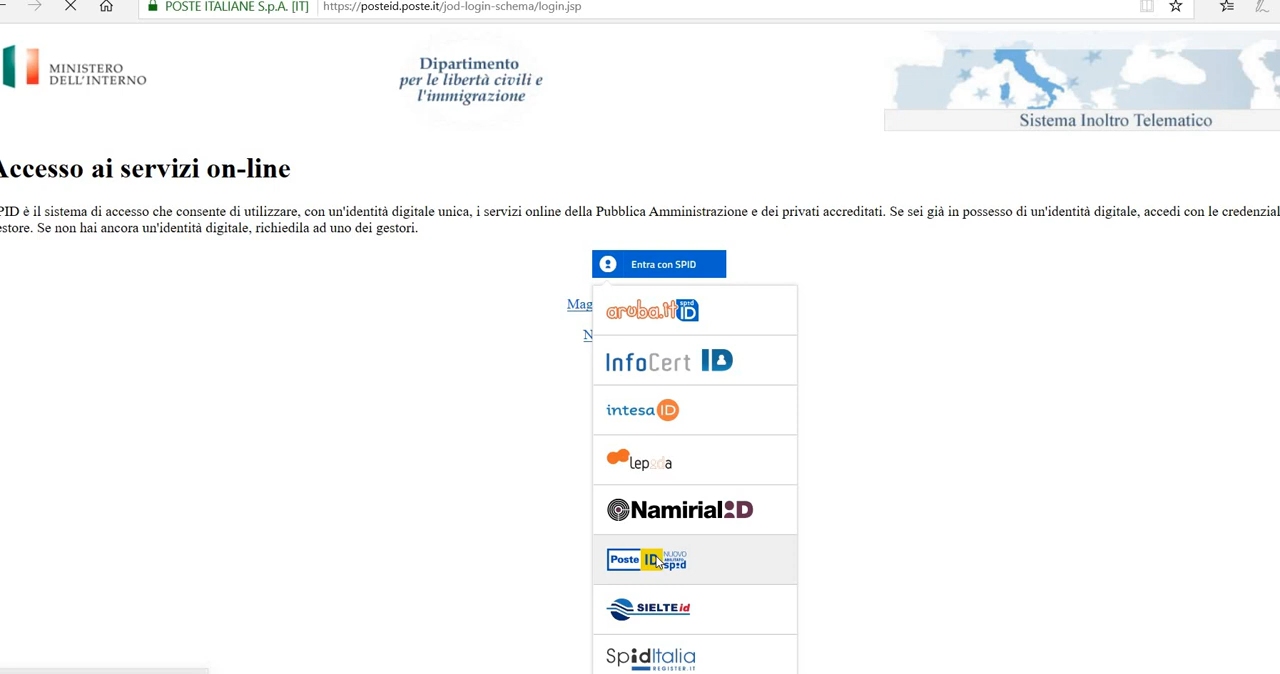 POSTE ITALIANE S.p.A. [IT]
https://posteid.poste.it/jod-login-schema/login.jsp
MINISTERO
DELL'INTERNO
Dipartimento
per le libertà civili e
l'immigrazione
Sistema Inoltro Telematico
Accesso ai servizi on-line
PID è il sistema di accesso che consente di utilizzare, con un'identità digitale unica, i servizi online della Pubblica Amministrazione e dei privati accreditati. Se sei già in possesso di un'identità digitale, accedi con le credenzial
estore. Se non hai ancora un'identità digitale, richiedila ad uno dei gestori.
Entra con SPID
Mag
N
aruba.it spid ID
InfoCert ID
intesa ID
lepida
Namirial ID
Poste ID NUOVO spid
SIELTE id
SpidItalia
REGISTER.IT